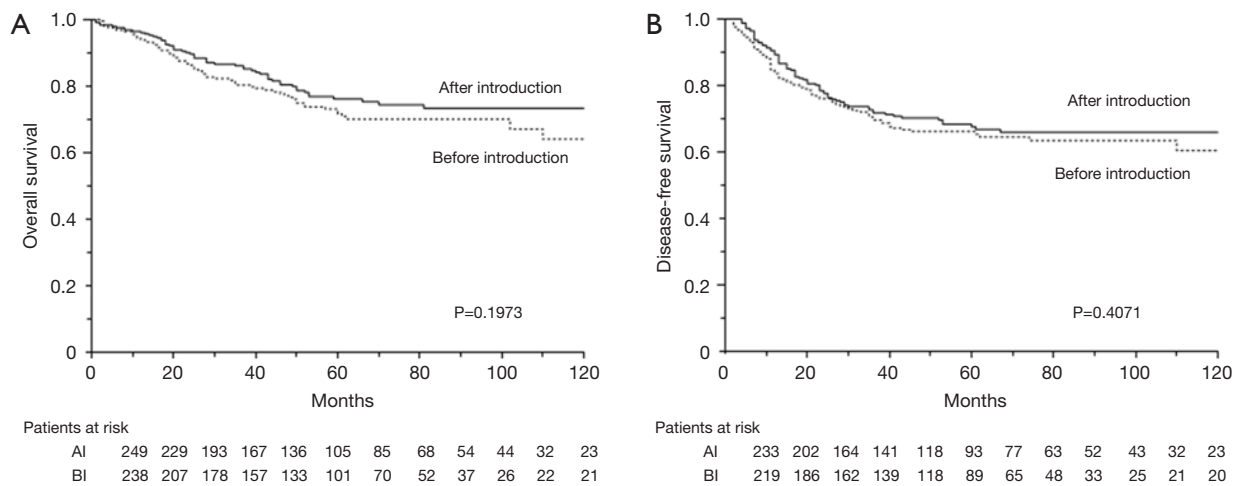 A
1.0
0.8
0.6
0.4
0.2
0
Overall survival
After introduction
Before introduction
P=0.1973
0 20 40 60 80 100 120
Months
Patients at risk
AI 249 229 193 167 136 105 85 68 54 44 32 23
BI 238 207 178 157 133 101 70 52 37 26 22 21
B
1.0
0.8
0.6
0.4
0.2
0
Disease-free survival
After introduction
Before introduction
P=0.4071
0 20 40 60 80 100 120
Months
Patients at risk
AI 233 202 164 141 118 93 77 63 52 43 32 23
BI 219 186 162 139 118 89 65 48 33 25 21 20